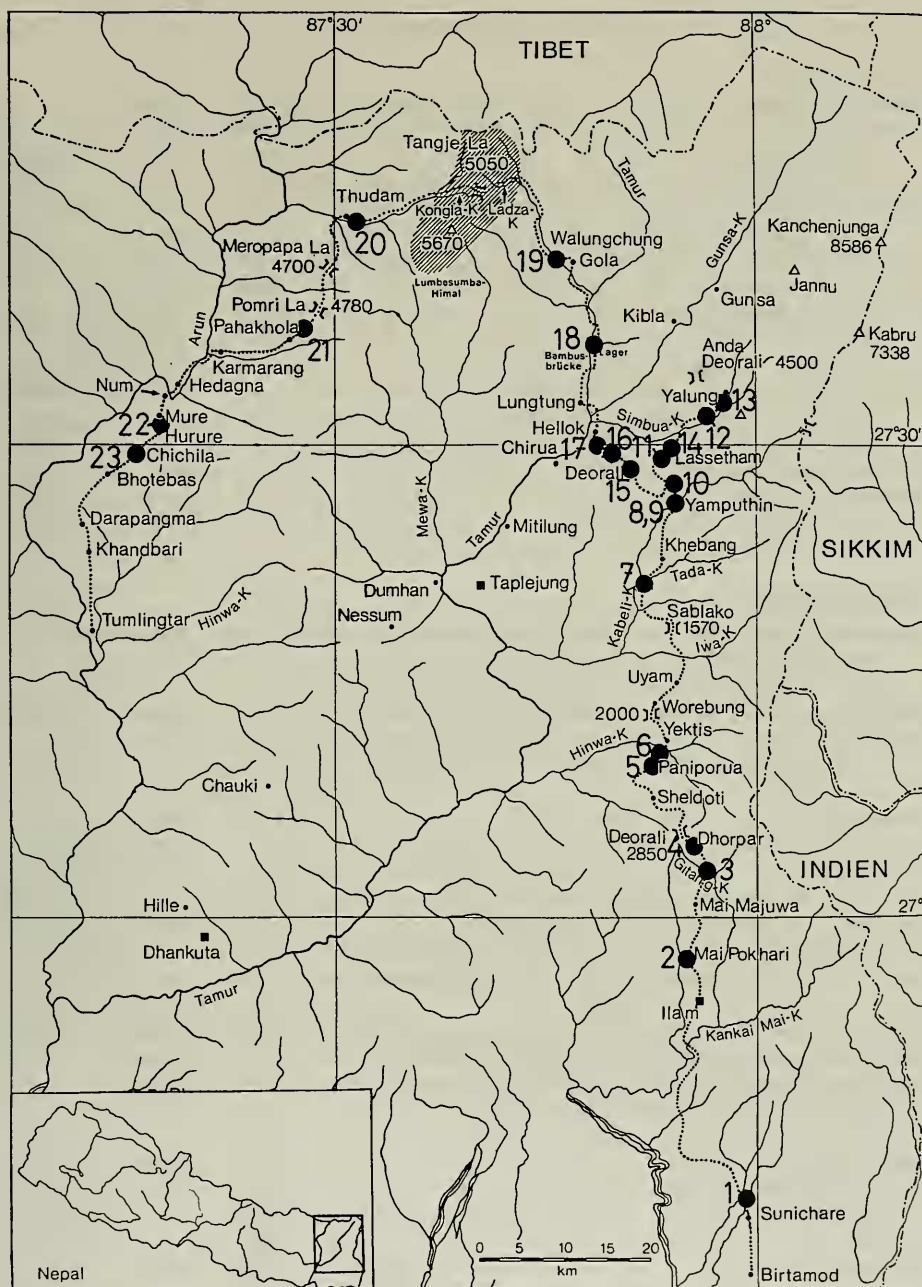 87°30'
88°
TIBET
Tangje La
5050
Tamur
Thudam
Kongla-K
Ladza-
K
Gunsa-K
20
Kanchenjunga
8586
Meropapa La
4700
5670
Walungchung
Gola
19
Jannu
Lumbesumba-
Himal
Gunsa
Pomri La
4780
Kibla
Pahakhola
Arun
21
18
Lager
Bambus-
brücke
Anda
Deorali 4500
Kabru
7338
Karmarang
Num
Hedagna
Lungtung
Simbua-K
Yalung
13
12
22
Mure
Hurure
Hellok
17
16
11
14
27°30
23
Chichila
Chirua
Lassetham
Bhotebas
Deorali
15
10
8,9
Yamputhin
Mewa-K
Tamur
Mitilung
Darapangma
Khandbari
Khebang
SIKKIM
Dumhan
Taplejung
7
Tada-K
Tumlingtar
Hinwa-K
Nessum
Kabeli-K
Sablako
1570
Iwa-K
Uyam
Worebung
2000
Yektis
Hinwa-K
6
5
Paniporua
Chauki
Sheldoti
Deorali
2850
4
Dhorpar
3
Gitang-K
INDIEN
Hille
Mai Majuwa
27°
Dhankuta
2
Mai Pokhari
Tamur
Ilam
Kankai Mai-K
1
Sunichare
0 5 10 20
km
Nepal
Birtamod